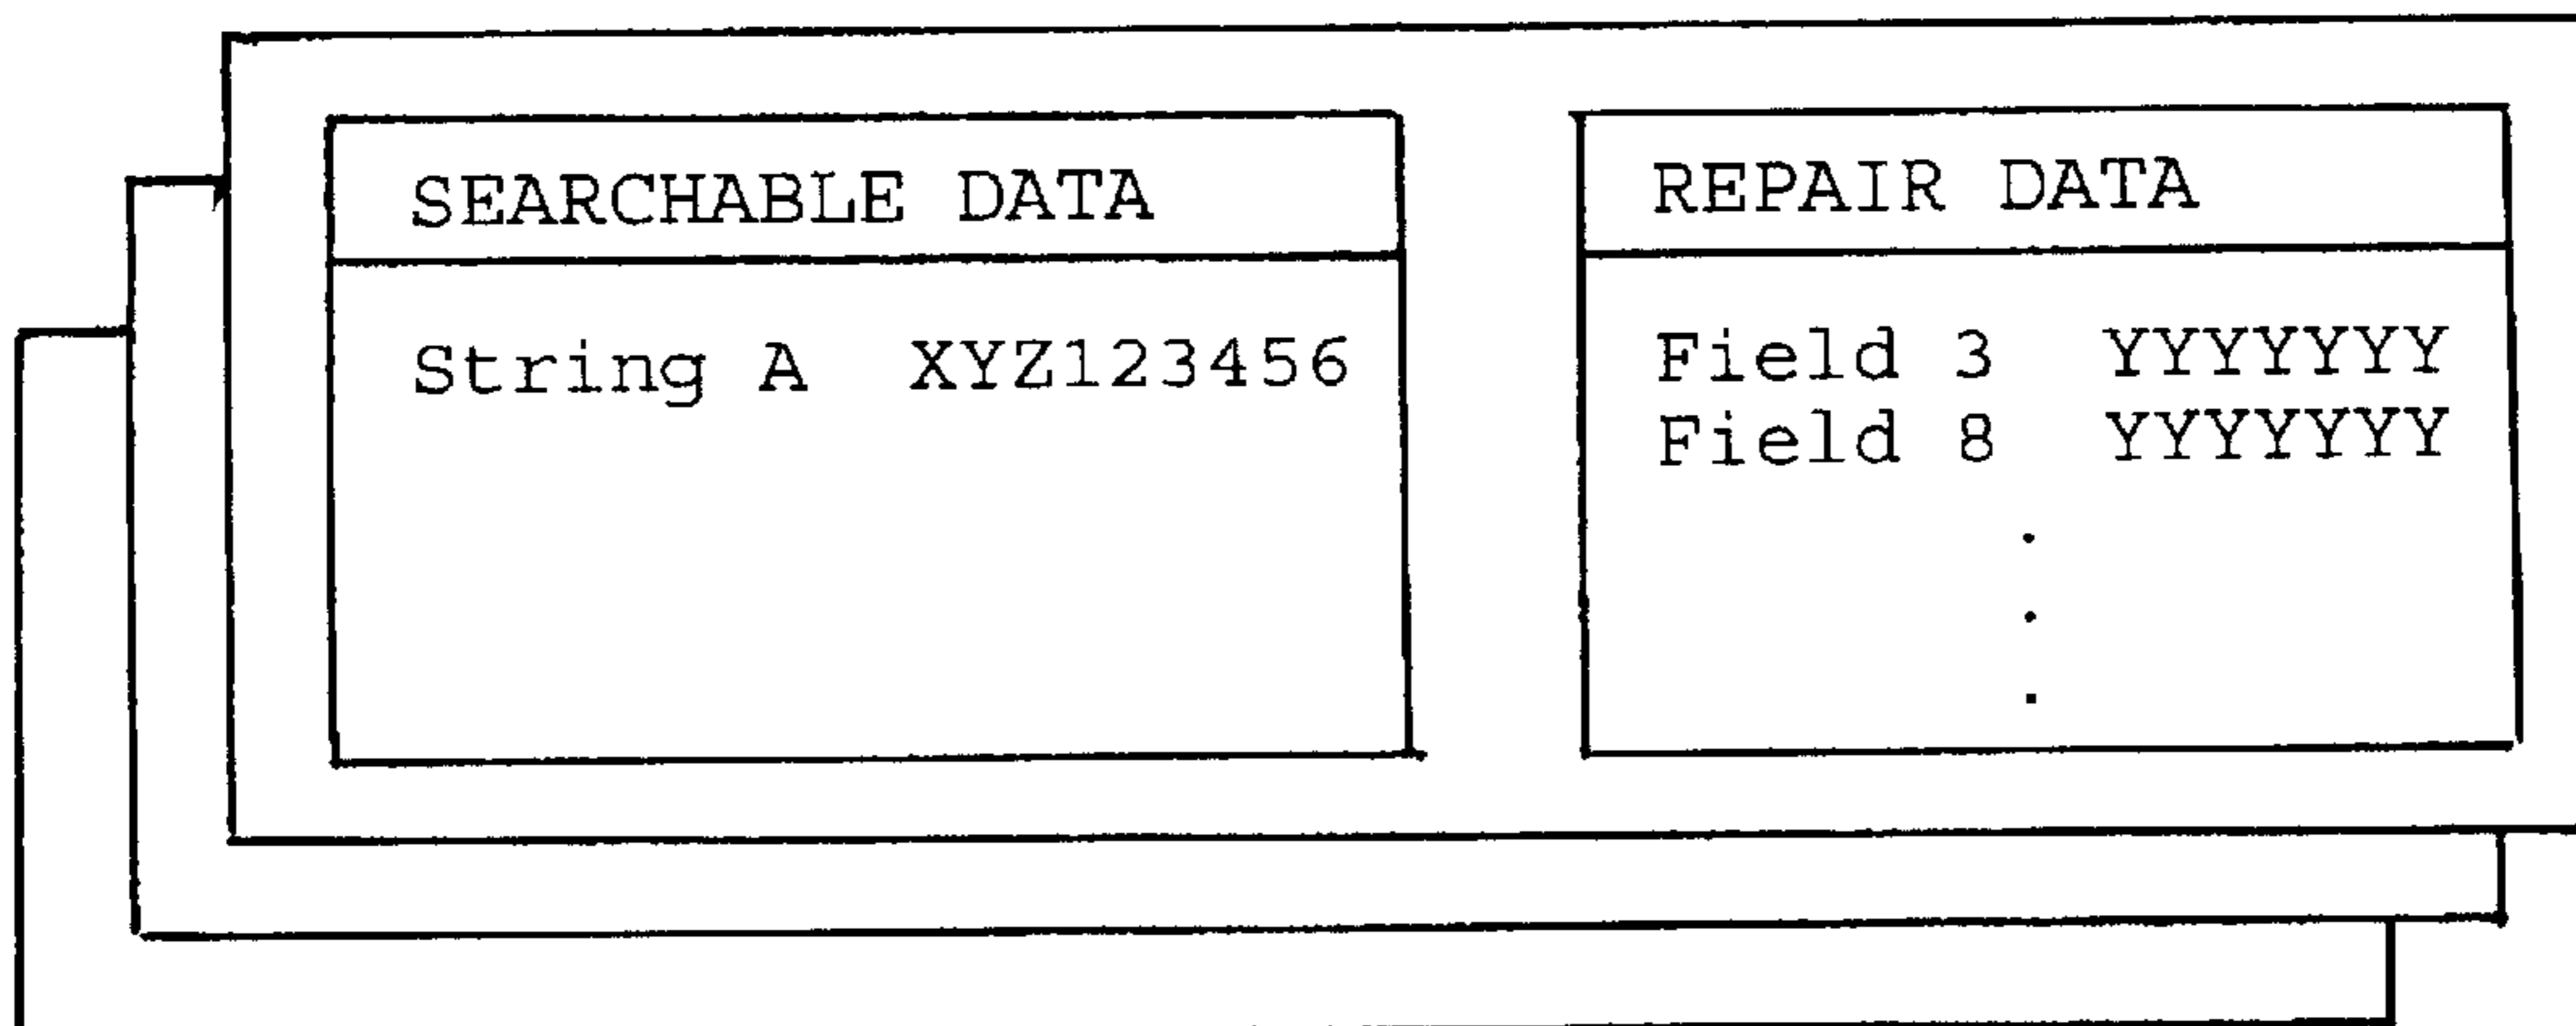 SEARCHABLE DATA
String A XYZ123456
REPAIR DATA
Field 3 YYYYYYY
Field 8 YYYYYYY
.
.
.